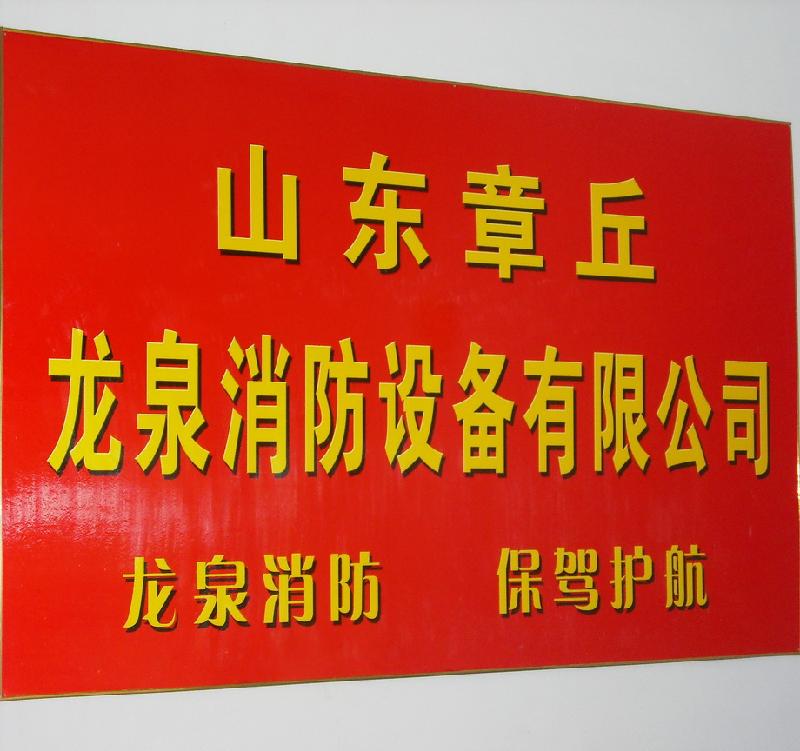 山东章丘
龙泉消防设备有限公司
龙泉消防 保驾护航